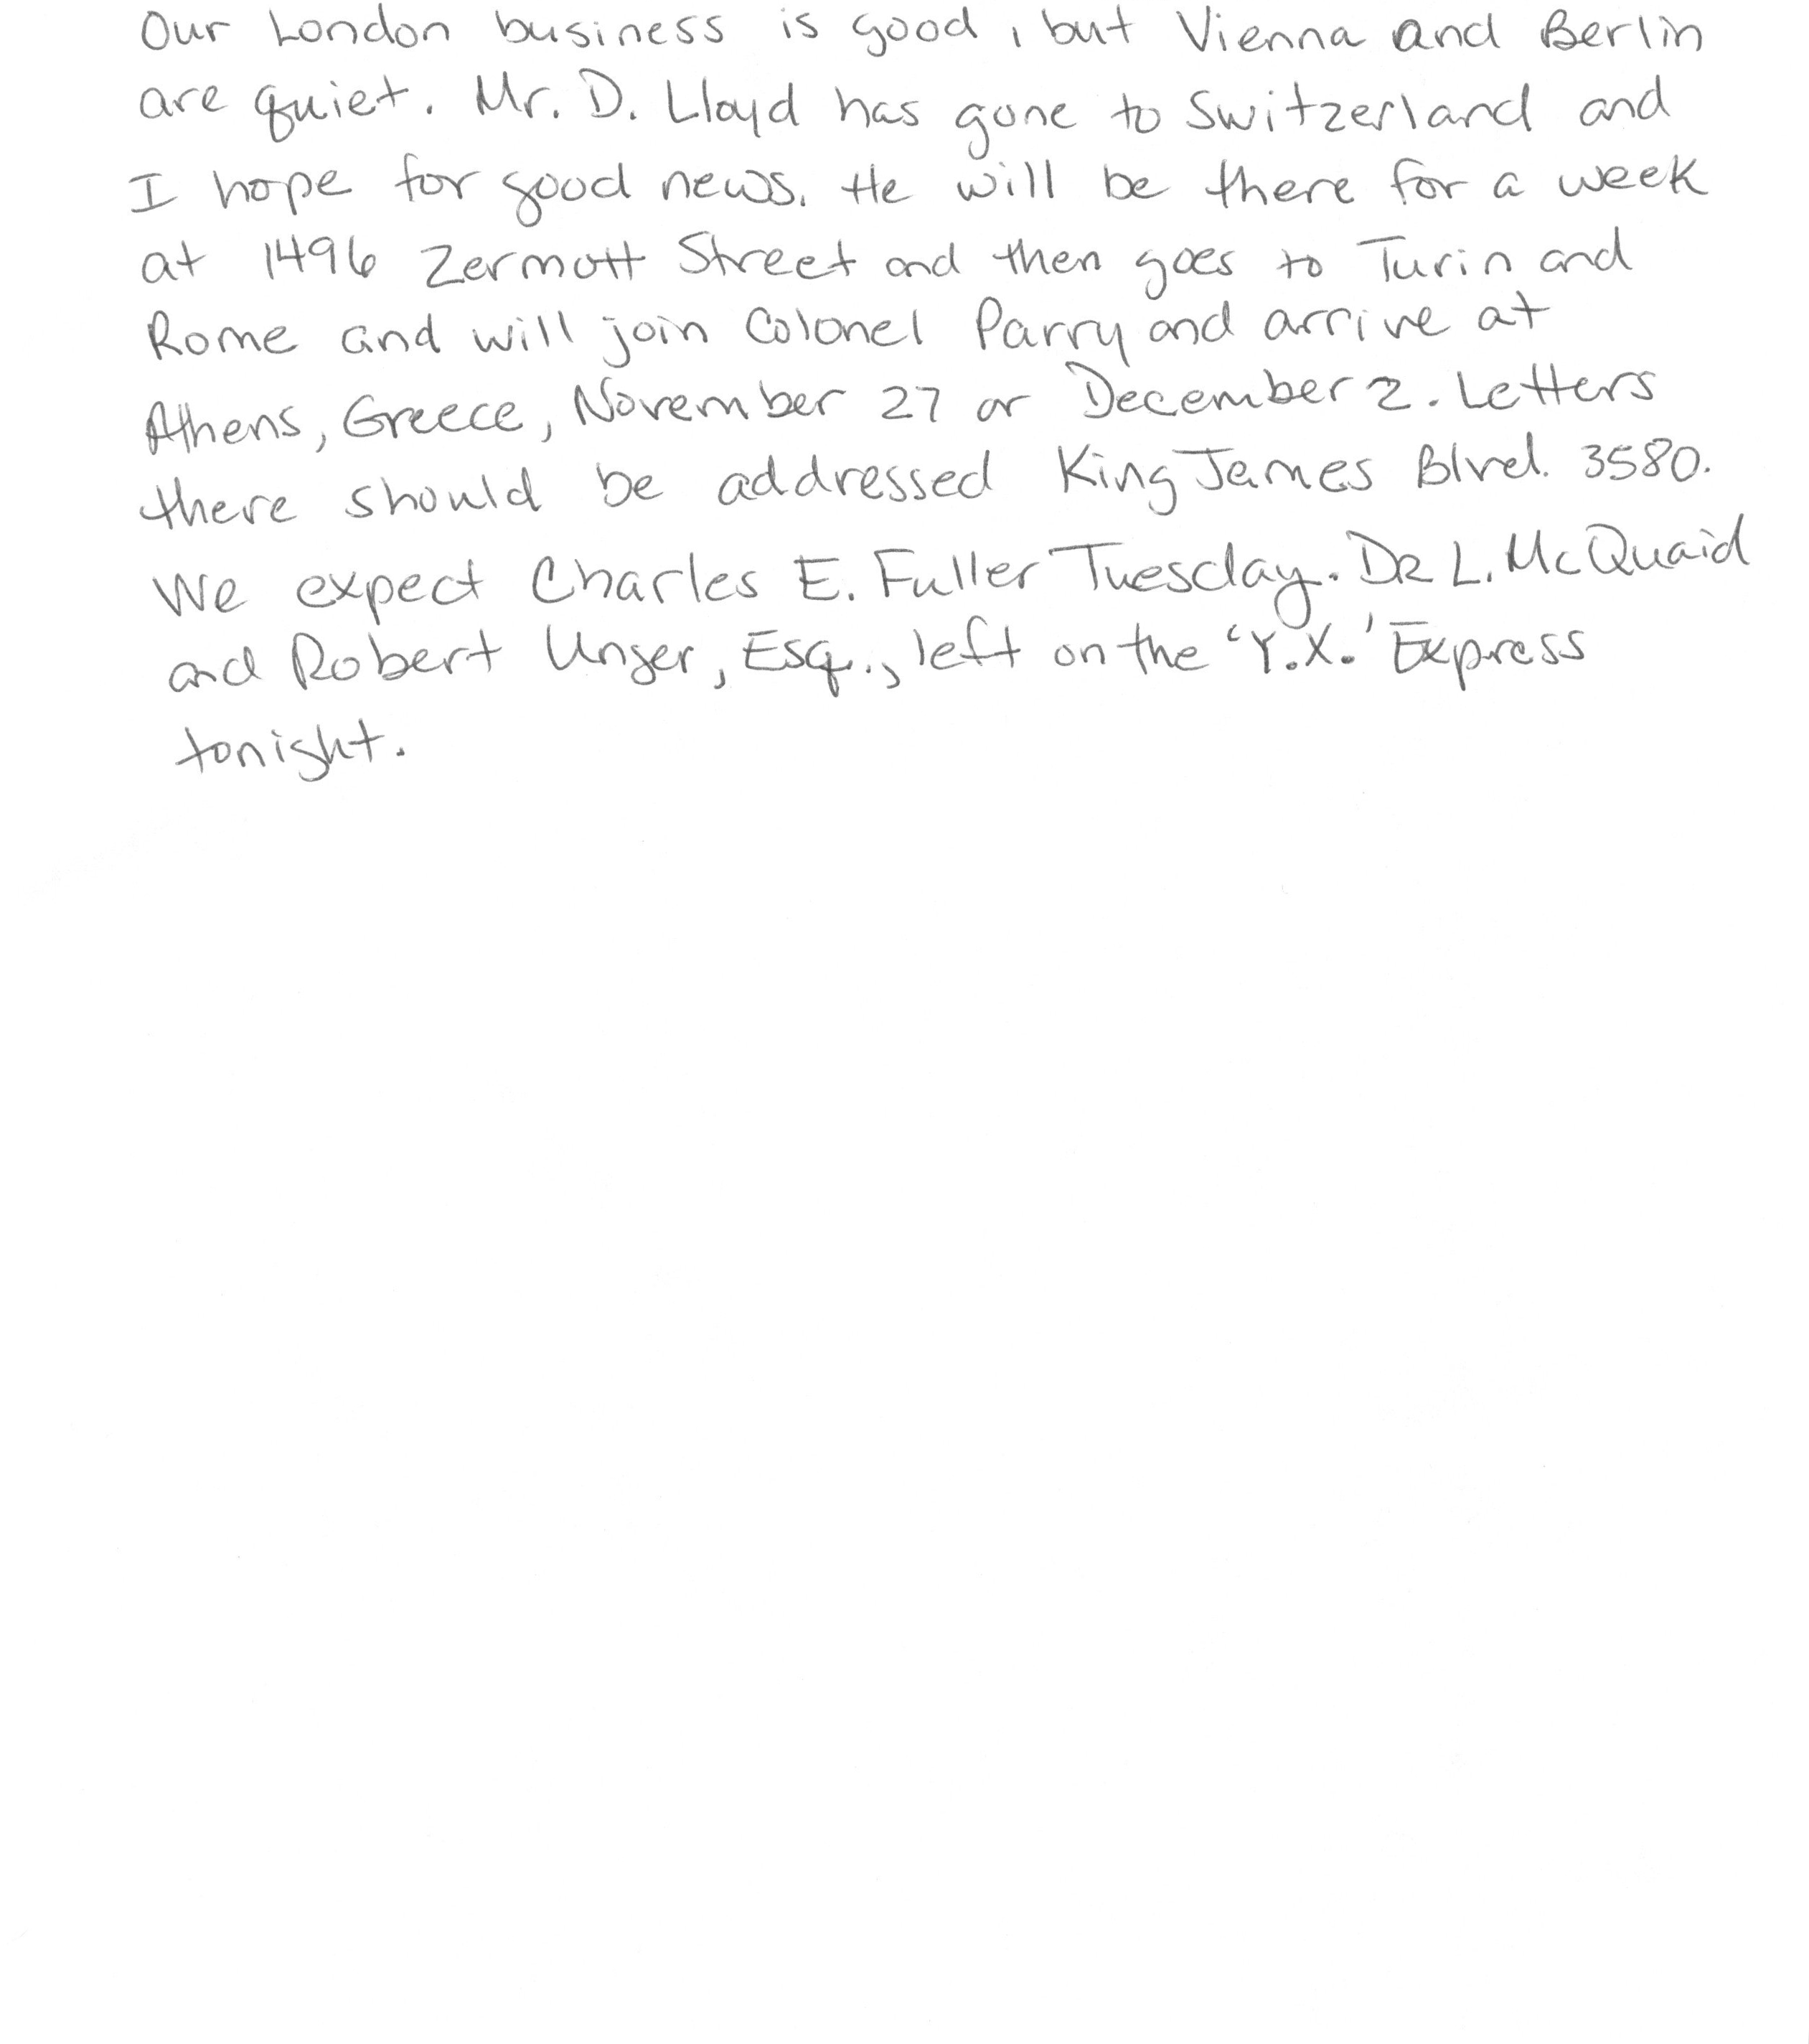 Our London business is good, but Vienna and Berlin
are quiet. Mr. D. Lloyd has gone to Switzerland and
I hope for good news. He will be there for a week
at 1496 Zermott Street and then goes to Turin and
Rome and will join Colonel Parry and arrive at
Athens, Greece, November 27 or December 2. Letters
there should be addressed King James Blvd. 3580.
We expect Charles E. Fuller Tuesday. DR L. McQuaid
and Robert Unger, Esq., left on the 'Y.X.' Express
tonight.